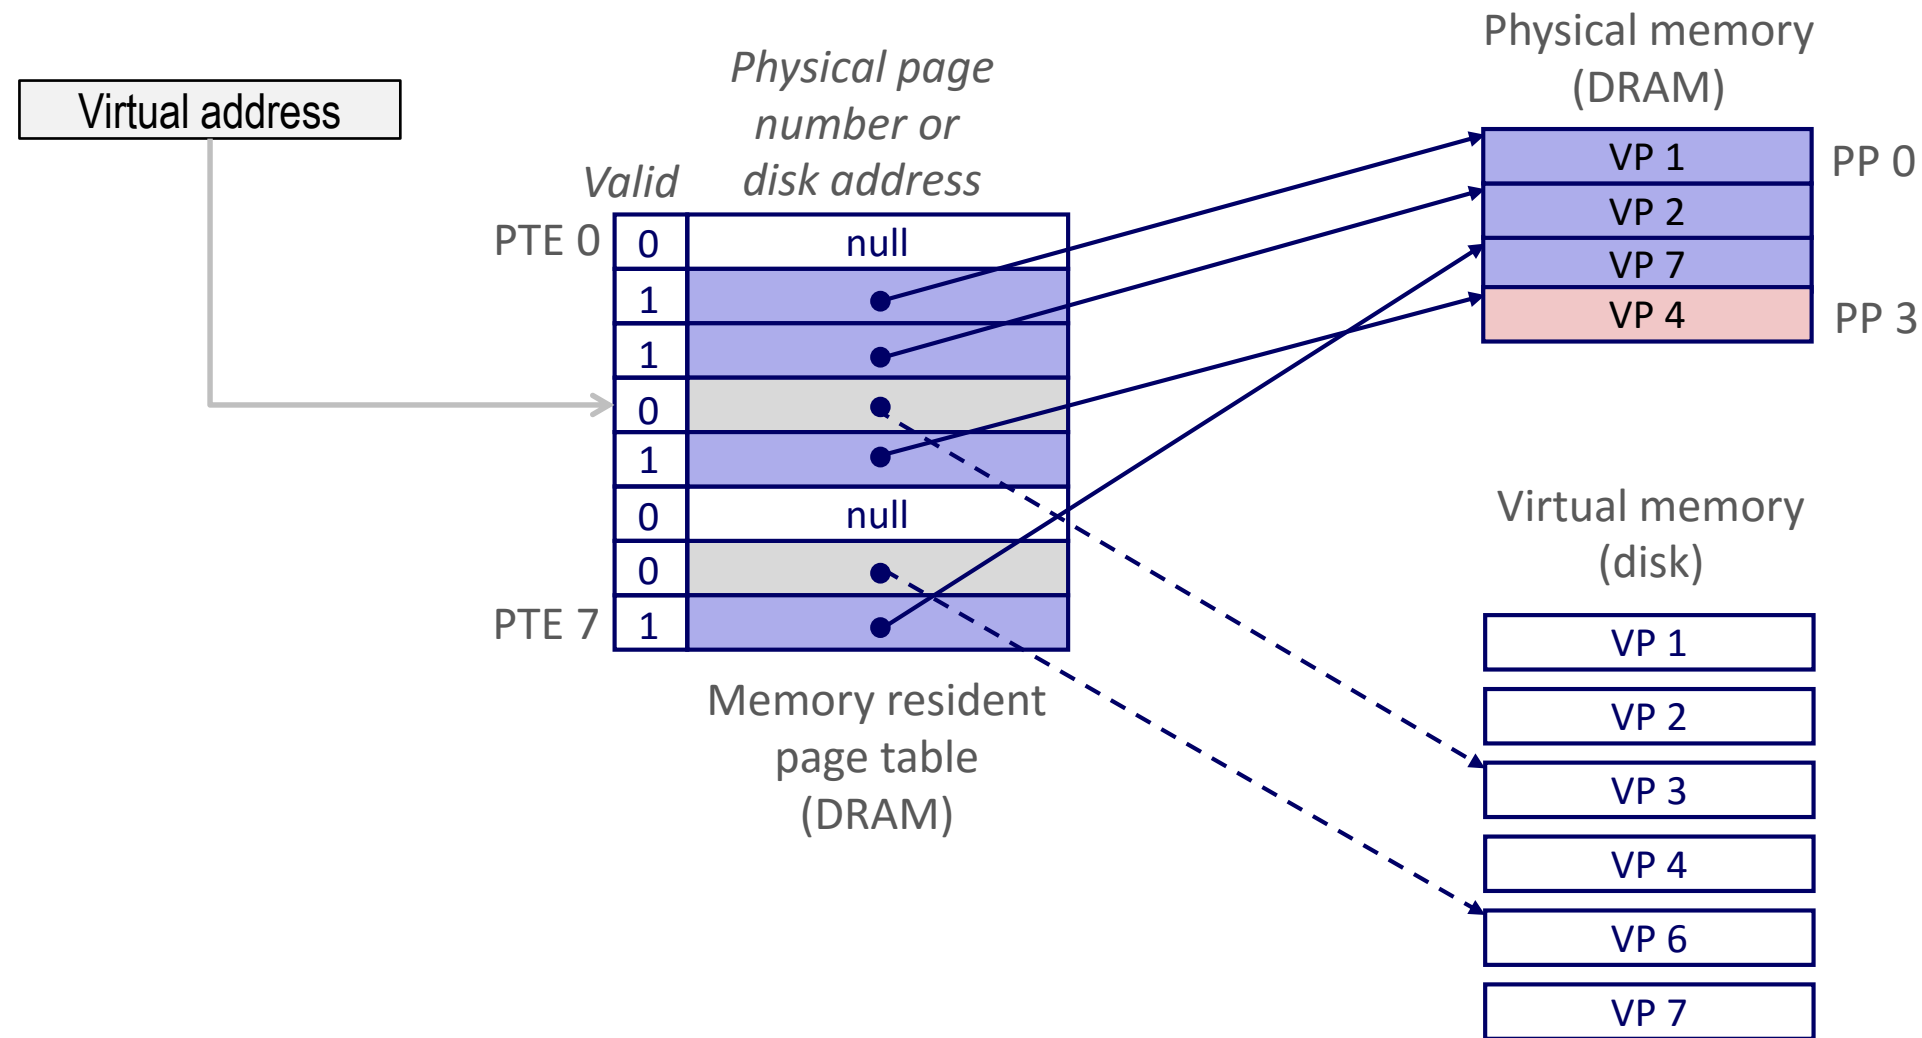 Virtual address
Physical page
number or
disk address
Valid
PTE 0
0 null
1
1
0
1
0 null
0
PTE 7 1
Memory resident
page table
(DRAM)
Physical memory
(DRAM)
VP 1 PP 0
VP 2
VP 7
VP 4 PP 3
Virtual memory
(disk)
VP 1
VP 2
VP 3
VP 4
VP 6
VP 7